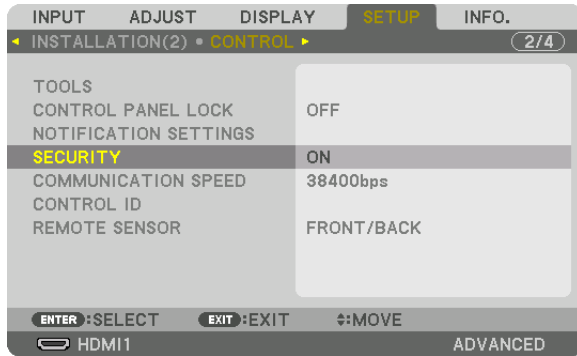 INPUT ADJUST DISPLAY SETUP INFO.
INSTALLATION(2) • CONTROL 2/4
TOOLS
CONTROL PANEL LOCK OFF
NOTIFICATION SETTINGS
SECURITY ON
COMMUNICATION SPEED 38400bps
CONTROL ID
REMOTE SENSOR FRONT/BACK
ENTER :SELECT EXIT :EXIT :MOVE
HDMI1 ADVANCED